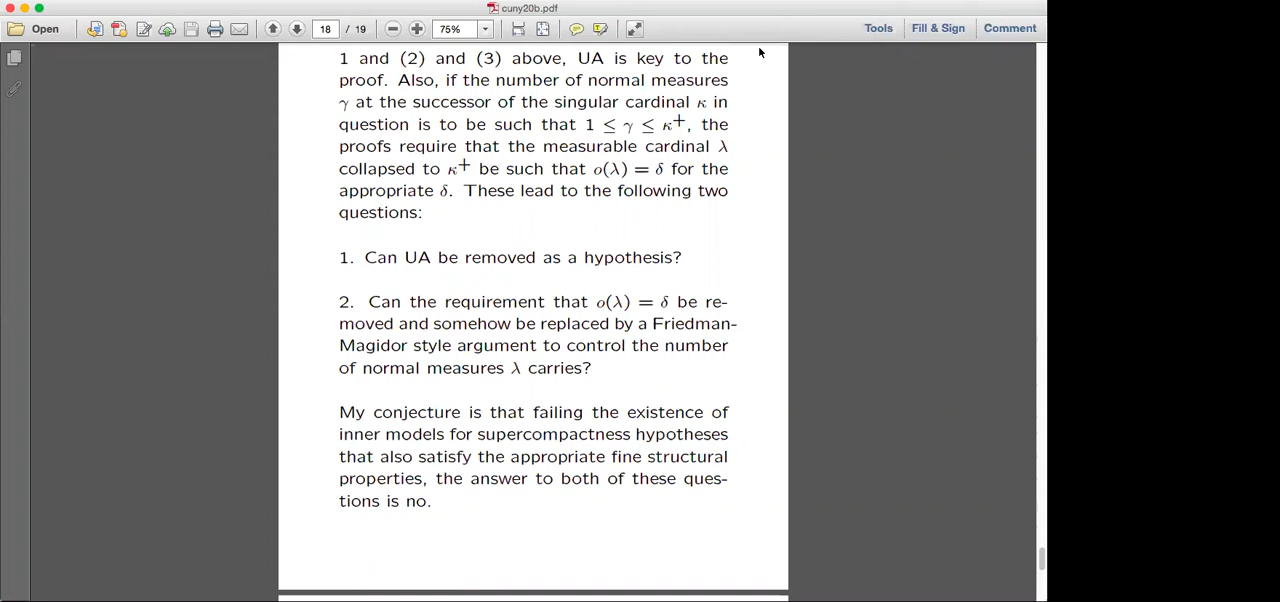 cuny20b.pdf
Open
18 / 19
75%
Tools
Fill & Sign
Comment
1 and (2) and (3) above, UA is key to the
proof. Also, if the number of normal measures
γ at the successor of the singular cardinal κ in
question is to be such that 1 ≤ γ ≤ κ⁺, the
proofs require that the measurable cardinal λ
collapsed to κ⁺ be such that o(λ) = δ for the
appropriate δ. These lead to the following two
questions:
1. Can UA be removed as a hypothesis?
2. Can the requirement that o(λ) = δ be re-
moved and somehow be replaced by a Friedman-
Magidor style argument to control the number
of normal measures λ carries?
My conjecture is that failing the existence of
inner models for supercompactness hypotheses
that also satisfy the appropriate fine structural
properties, the answer to both of these ques-
tions is no.